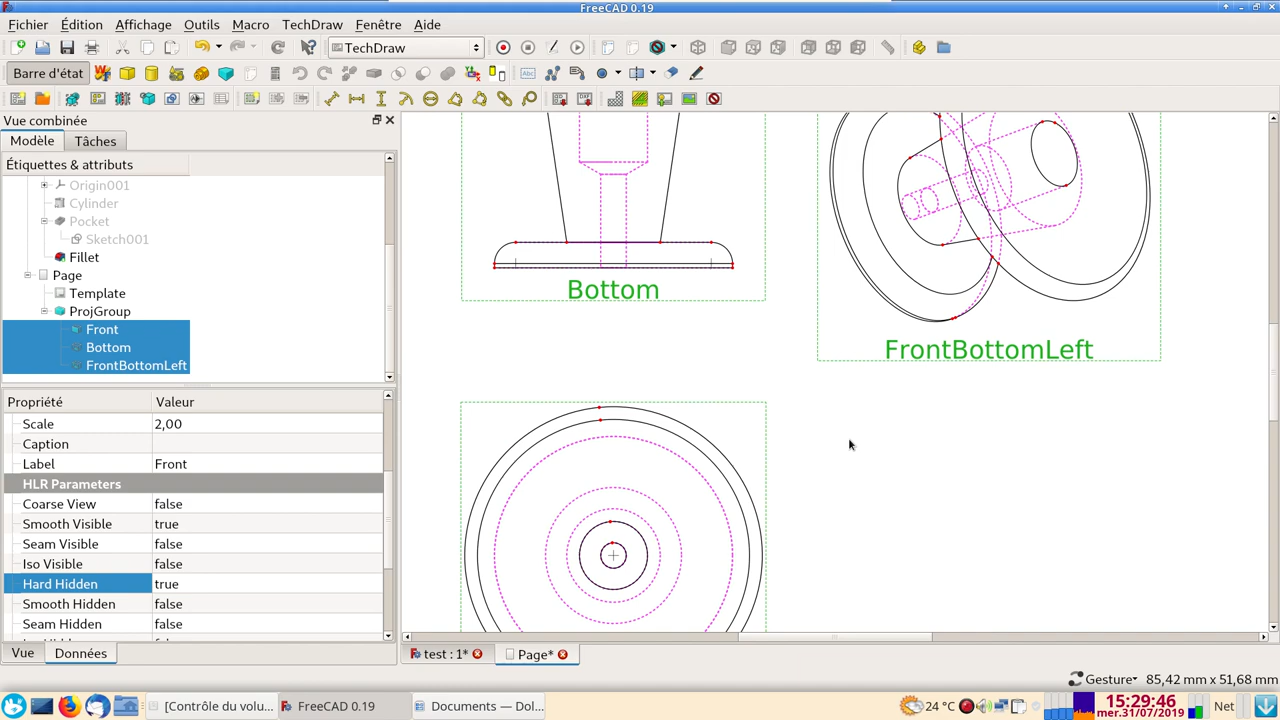 FreeCAD 0.19
Fichier Édition Affichage Outils Macro TechDraw Fenêtre Aide
TechDraw
Barre d'état
Vue combinée
Modèle Tâches
Étiquettes & attributs
Origin001
Cylinder
Pocket
Sketch001
Fillet
Page
Template
ProjGroup
Front
Bottom
FrontBottomLeft
Propriété Valeur
Scale 2,00
Caption
Label Front
HLR Parameters
Coarse View false
Smooth Visible true
Seam Visible false
Iso Visible false
Hard Hidden true
Smooth Hidden false
Seam Hidden false
Vue Données
Bottom
FrontBottomLeft
test : 1* Page*
Gesture 85,42 mm x 51,68 mm
[Contrôle du volu... FreeCAD 0.19 Documents — Dol...
24 °C
15:29:46
mer.31/07/2019
Net